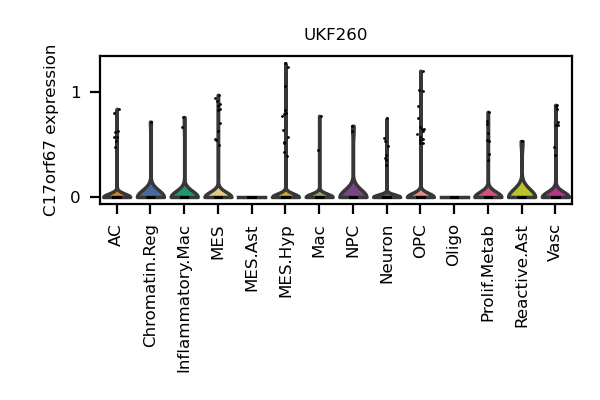 UKF260
C17orf67 expression
1
0
AC
Chromatin.Reg
Inflammatory.Mac
MES
MES.Ast
MES.Hyp
Mac
NPC
Neuron
OPC
Oligo
Prolif.Metab
Reactive.Ast
Vasc